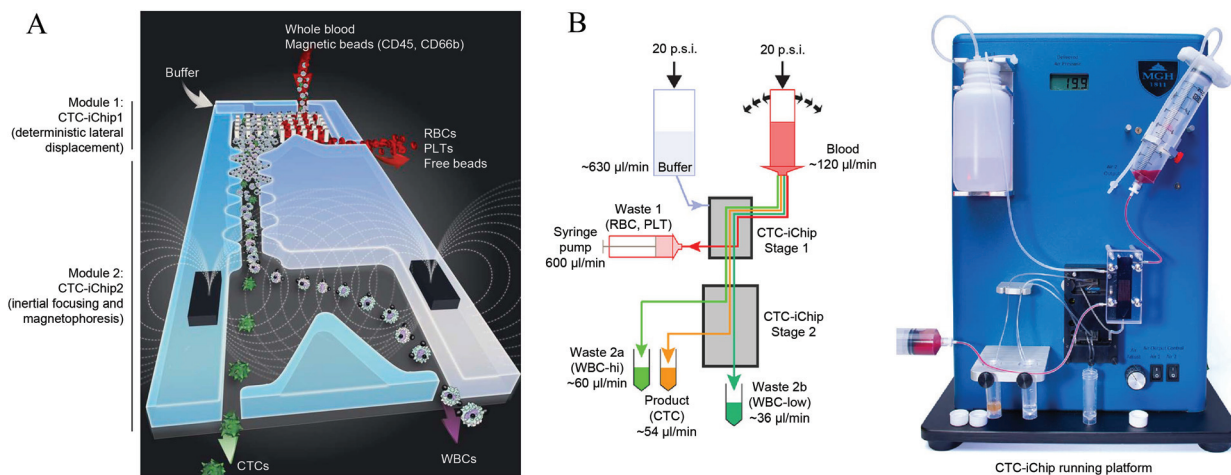 A
Whole blood
Magnetic beads (CD45, CD66b)
Buffer
Module 1:
CTC-iChip1
(deterministic lateral
displacement)
RBCs
PLTs
Free beads
Module 2:
CTC-iChip2
(inertial focusing and
magnetophoresis)
CTCs
WBCs
B
20 p.s.i.
20 p.s.i.
~630 µl/min
Buffer
Blood
~120 µl/min
Waste 1
(RBC, PLT)
Syringe
pump
600 µl/min
CTC-iChip
Stage 1
CTC-iChip
Stage 2
Waste 2a
(WBC-hi)
~60 µl/min
Product
(CTC)
~54 µl/min
Waste 2b
(WBC-low)
~36 µl/min
19.9
MGH
1811
CTC-iChip running platform